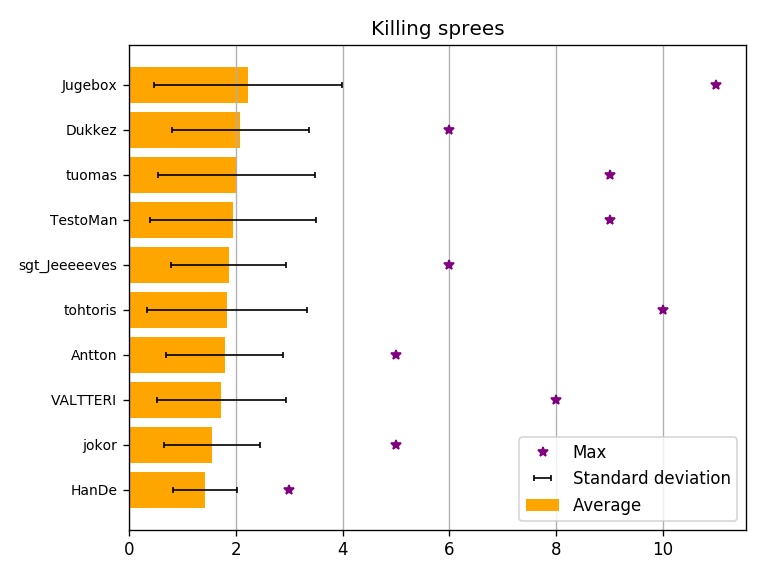 Killing sprees
Jugebox
Dukkez
tuomas
TestoMan
sgt_Jeeeeeves
tohtoris
Antton
VALTTERI
jokor
HanDe
Max
Standard deviation
Average
0 2 4 6 8 10